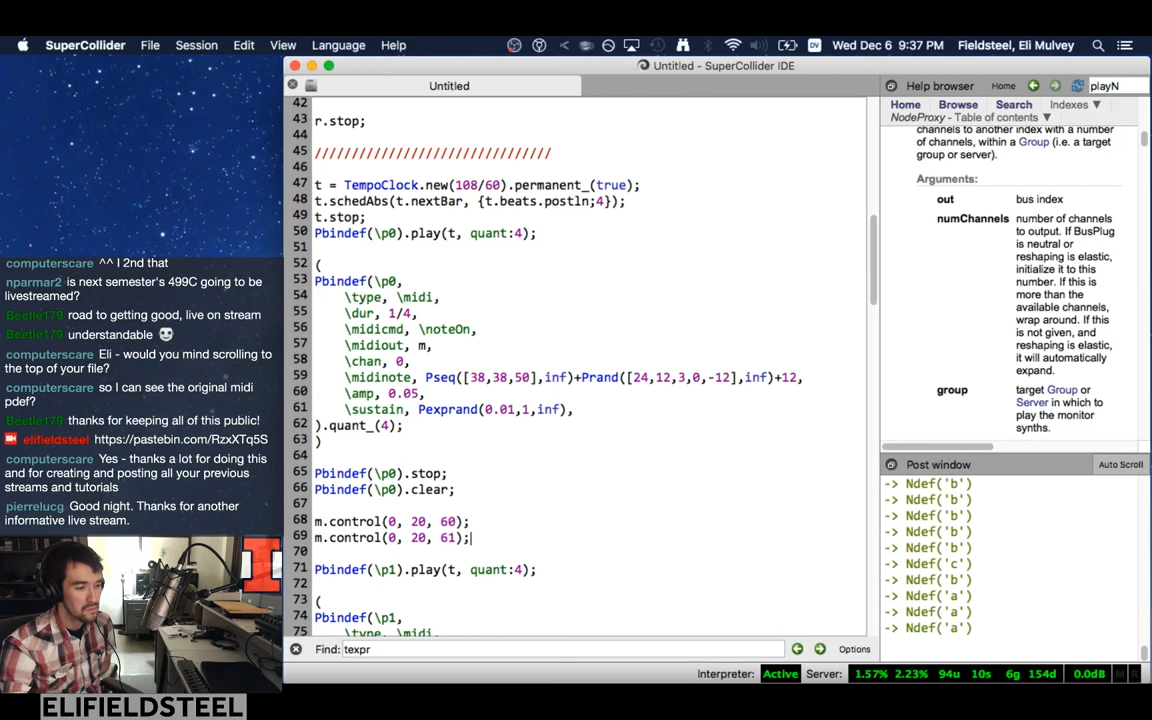 SuperCollider File Session Edit View Language Help
DV Wed Dec 6 9:37 PM Fieldsteel, Eli Mulvey
Untitled - SuperCollider IDE
Untitled
42
43 r.stop;
44
45 ////////////////////////////////
46
47 t = TempoClock.new(108/60).permanent_(true);
48 t.schedAbs(t.nextBar, {t.beats.postln;4});
49 t.stop;
50 Pbindef(\p0).play(t, quant:4);
51
52 (
53 Pbindef(\p0,
54 \type, \midi,
55 \dur, 1/4,
56 \midicmd, \noteOn,
57 \midiout, m,
58 \chan, 0,
59 \midinote, Pseq([38,38,50],inf)+Prand([24,12,3,0,-12],inf)+12,
60 \amp, 0.05,
61 \sustain, Pexprand(0.01,1,inf),
62 ).quant_(4);
63 )
64
65 Pbindef(\p0).stop;
66 Pbindef(\p0).clear;
67
68 m.control(0, 20, 60);
69 m.control(0, 20, 61);
70
71 Pbindef(\p1).play(t, quant:4);
72
73 (
74 Pbindef(\p1,
75 \type, \midi,
Find: texpr
Options
Interpreter: Active Server: 1.57% 2.23% 94u 10s 6g 154d 0.0dB M R
Help browser Home playN
Home Browse Search Indexes ▼
NodeProxy - Table of contents ▼
channels to another index with a number
of channels, within a Group (i.e. a target
group or server).
Arguments:
out bus index
numChannels number of channels
to output. If BusPlug
is neutral or
reshaping is elastic,
initialize it to this
number. If this is
more than the
available channels,
wrap around. If this
is not given, and
reshaping is elastic,
it will automatically
expand.
group target Group or
Server in which to
play the monitor
synths.
Post window Auto Scroll
-> Ndef('b')
-> Ndef('b')
-> Ndef('b')
-> Ndef('b')
-> Ndef('b')
-> Ndef('c')
-> Ndef('b')
-> Ndef('a')
-> Ndef('a')
-> Ndef('a')
computerscare ^^ I 2nd that
nparmar2 is next semester's 499C going to be
livestreamed?
Beetle179 road to getting good, live on stream
Beetle179 understandable
computerscare Eli - would you mind scrolling to
the top of your file?
computerscare so I can see the original midi
pdef?
Beetle179 thanks for keeping all of this public!
elifieldsteel https://pastebin.com/RzxXTq5S
computerscare Yes - thanks a lot for doing this
and for creating and posting all your previous
streams and tutorials
pierrelucg Good night. Thanks for another
informative live stream.
ELIFIELDSTEEL